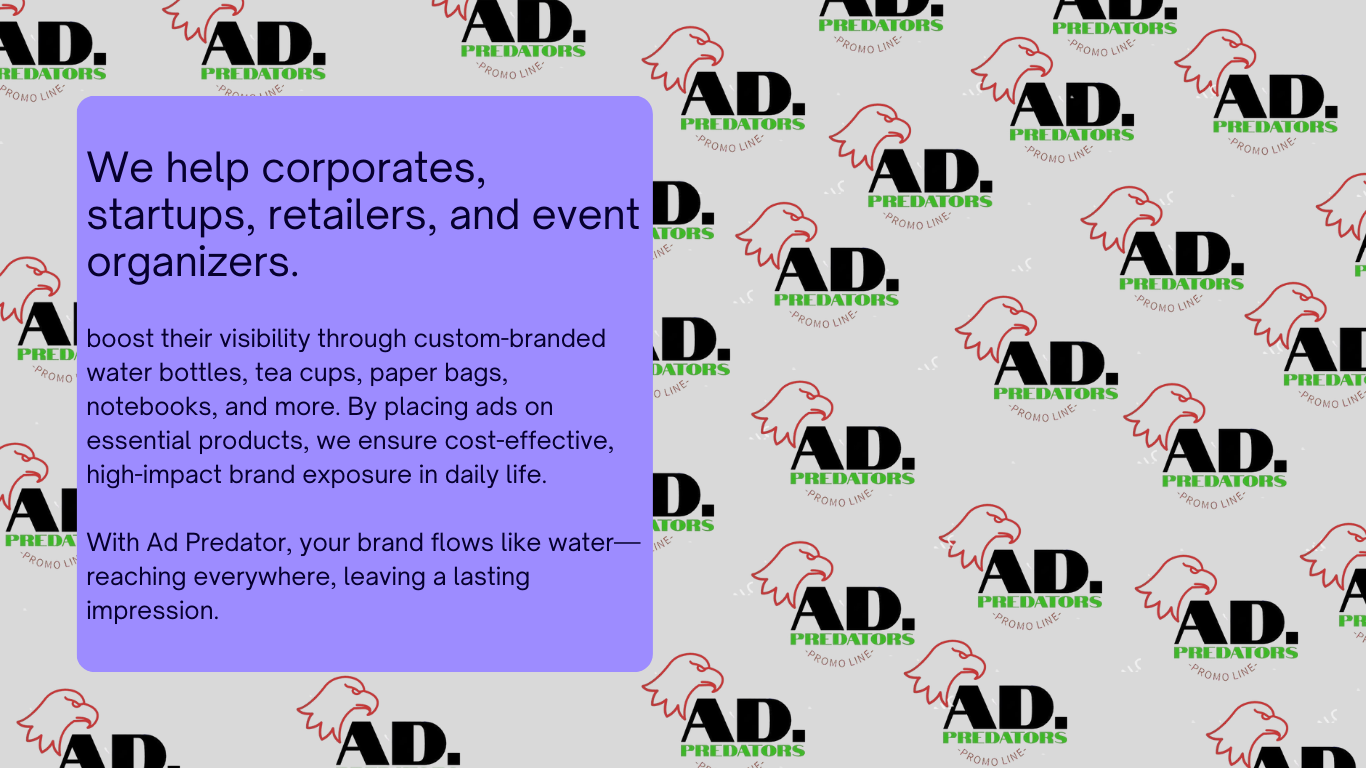 We help corporates,
startups, retailers, and event
organizers.
boost their visibility through custom-branded
water bottles, tea cups, paper bags,
notebooks, and more. By placing ads on
essential products, we ensure cost-effective,
high-impact brand exposure in daily life.
With Ad Predator, your brand flows like water—
reaching everywhere, leaving a lasting
impression.
AD.
PREDATORS
-PROMO LINE-